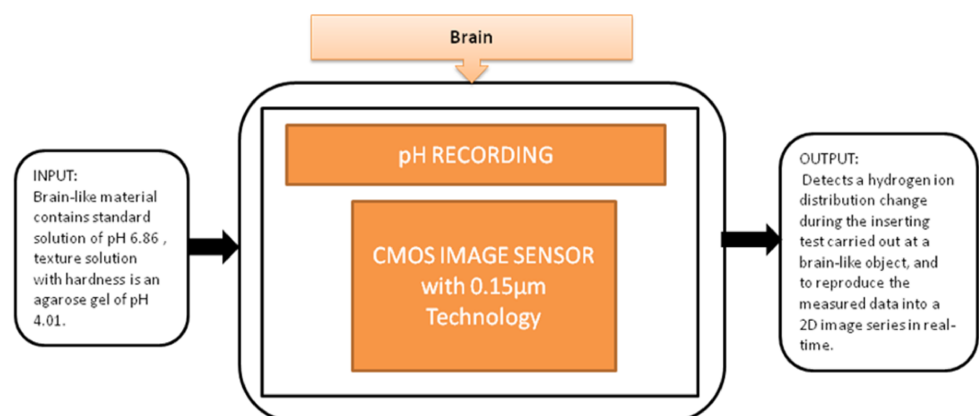 Brain
INPUT:
Brain-like material
contains standard
solution of pH 6.86 ,
texture solution
with hardness is an
agarose gel of pH
4.01.
pH RECORDING
CMOS IMAGE SENSOR
with 0.15µm
Technology
OUTPUT:
Detects a hydrogen ion
distribution change
during the inserting
test carried out at a
brain-like object, and
to reproduce the
measured data into a
2D image series in real-
time.